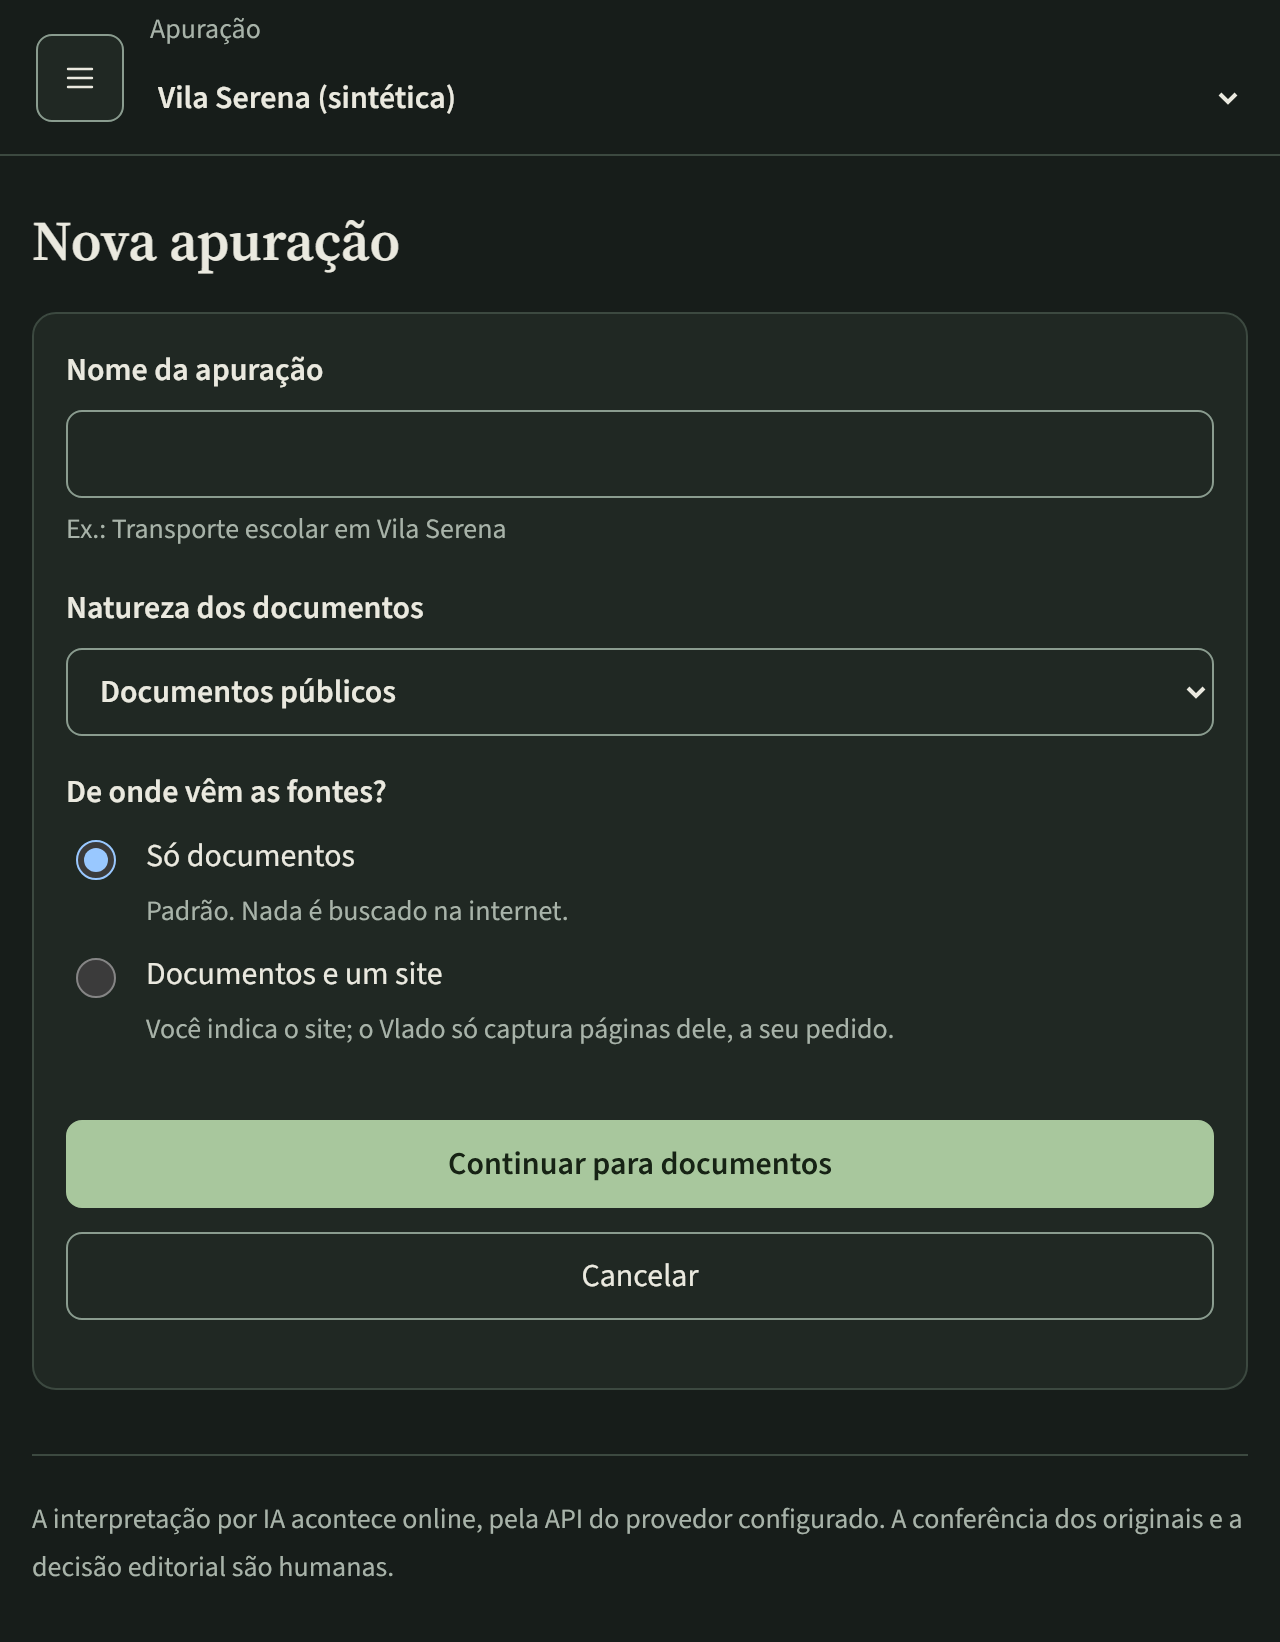 Apuração
Vila Serena (sintética)
Nova apuração
Nome da apuração
Ex.: Transporte escolar em Vila Serena
Natureza dos documentos
Documentos públicos
De onde vêm as fontes?
Só documentos
Padrão. Nada é buscado na internet.
Documentos e um site
Você indica o site; o Vlado só captura páginas dele, a seu pedido.
Continuar para documentos
Cancelar
A interpretação por IA acontece online, pela API do provedor configurado. A conferência dos originais e a
decisão editorial são humanas.